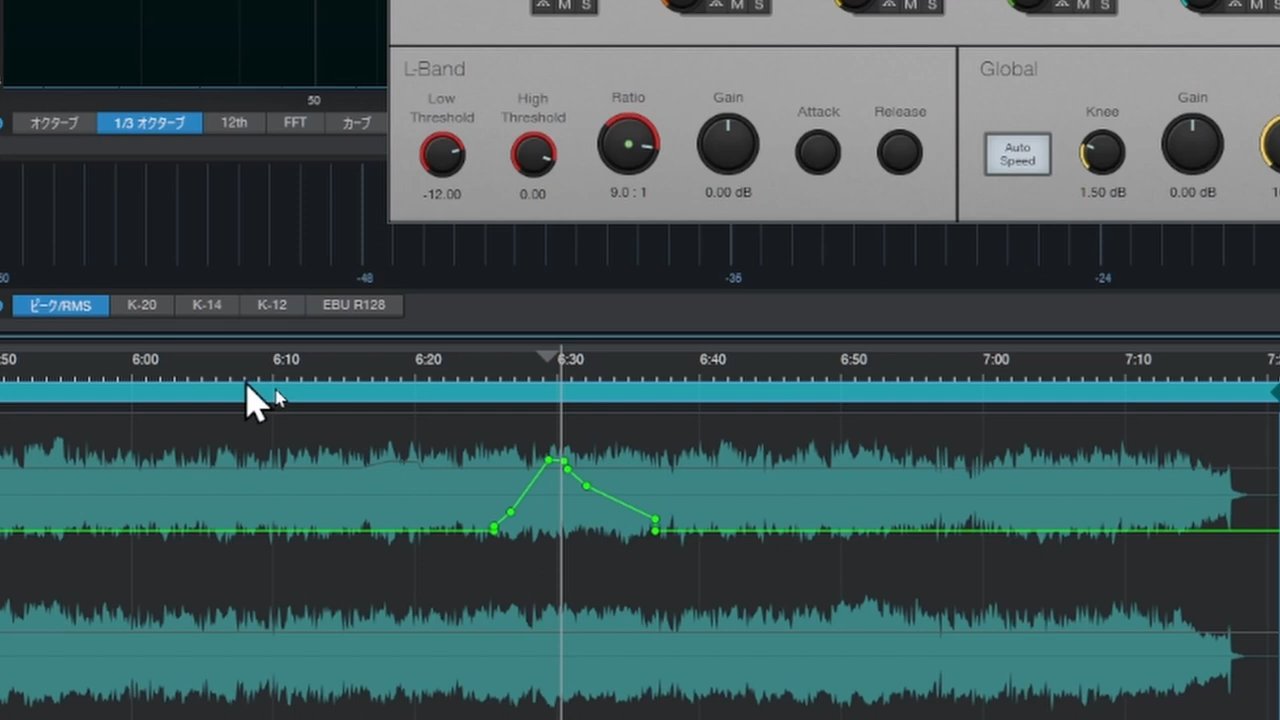 M S M S M S M S M S
L-Band Global
Low Threshold High Threshold Ratio Gain Attack Release Knee Gain
Auto Speed
-12.00 0.00 9.0 : 1 0.00 dB 1.50 dB 0.00 dB
50
オクターブ 1/3 オクターブ 12th FFT カーブ
-48 -36 -24
ピーク/RMS K-20 K-14 K-12 EBU R128
:50 6:00 6:10 6:20 6:30 6:40 6:50 7:00 7:10